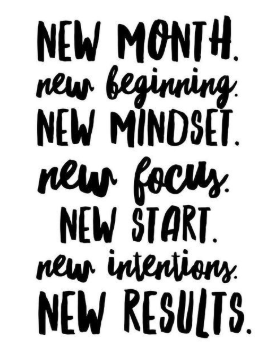 NEW MONTH.
new beginning.
NEW MINDSET.
new focus.
NEW START.
new intentions.
NEW RESULTS.